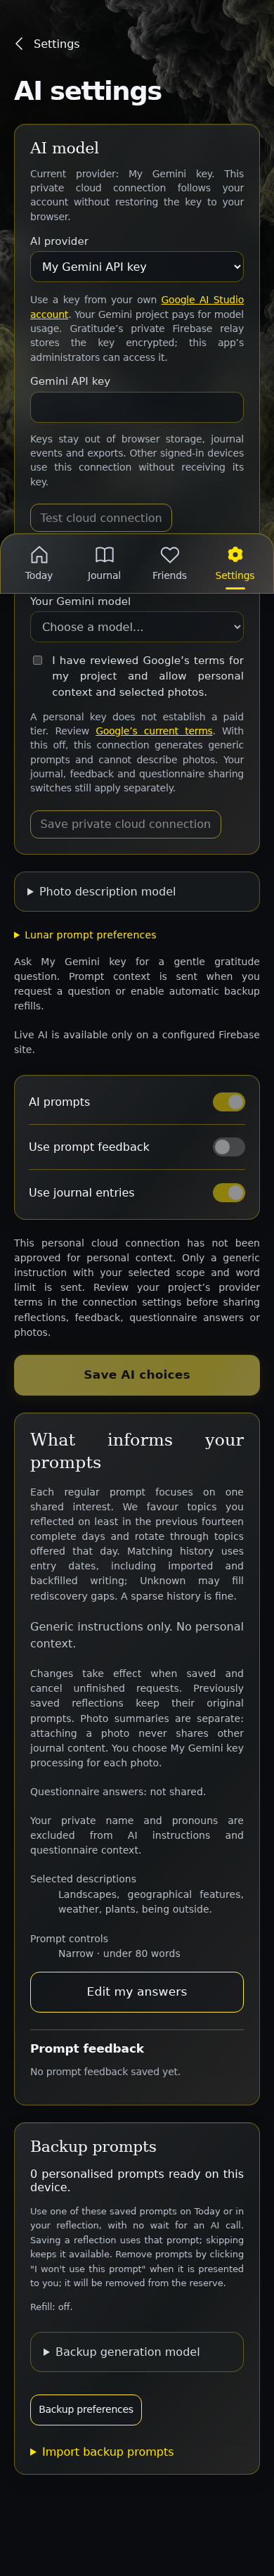 Settings
AI settings
AI model
Current provider: My Gemini key. This
private cloud connection follows your
account without restoring the key to your
browser.
AI provider
My Gemini API key
Use a key from your own Google AI Studio
account. Your Gemini project pays for model
usage. Gratitude's private Firebase relay
stores the key encrypted; this app's
administrators can access it.
Gemini API key
Keys stay out of browser storage, journal
events and exports. Other signed-in devices
use this connection without receiving its
key.
Test cloud connection
Today
Journal
Friends
Settings
Your Gemini model
Choose a model...
I have reviewed Google's terms for
my project and allow personal
context and selected photos.
A personal key does not establish a paid
tier. Review Google's current terms. With
this off, this connection generates generic
prompts and cannot describe photos. Your
journal, feedback and questionnaire sharing
switches still apply separately.
Save private cloud connection
Photo description model
Lunar prompt preferences
Ask My Gemini key for a gentle gratitude
question. Prompt context is sent when you
request a question or enable automatic backup
refills.
Live AI is available only on a configured Firebase
site.
AI prompts
Use prompt feedback
Use journal entries
This personal cloud connection has not been
approved for personal context. Only a generic
instruction with your selected scope and word
limit is sent. Review your project's provider
terms in the connection settings before sharing
reflections, feedback, questionnaire answers or
photos.
Save AI choices
What informs your
prompts
Each regular prompt focuses on one
shared interest. We favour topics you
reflected on least in the previous fourteen
complete days and rotate through topics
offered that day. Matching history uses
entry dates, including imported and
backfilled writing; Unknown may fill
rediscovery gaps. A sparse history is fine.
Generic instructions only. No personal
context.
Changes take effect when saved and
cancel unfinished requests. Previously
saved reflections keep their original
prompts. Photo summaries are separate:
attaching a photo never shares other
journal content. You choose My Gemini key
processing for each photo.
Questionnaire answers: not shared.
Your private name and pronouns are
excluded from AI instructions and
questionnaire context.
Selected descriptions
Landscapes, geographical features,
weather, plants, being outside.
Prompt controls
Narrow · under 80 words
Edit my answers
Prompt feedback
No prompt feedback saved yet.
Backup prompts
0 personalised prompts ready on this
device.
Use one of these saved prompts on Today or in
your reflection, with no wait for an AI call.
Saving a reflection uses that prompt; skipping
keeps it available. Remove prompts by clicking
"I won't use this prompt" when it is presented
to you; it will be removed from the reserve.
Refill: off.
Backup generation model
Backup preferences
Import backup prompts